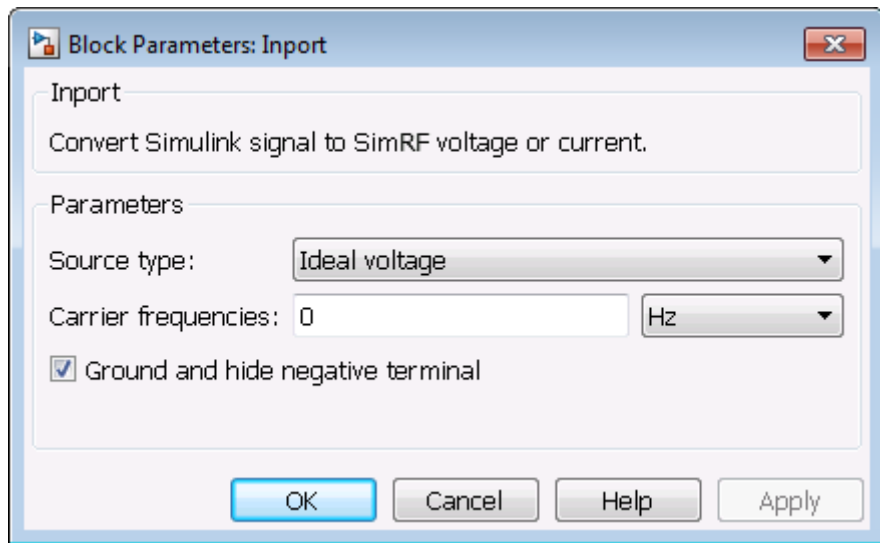 Block Parameters: Inport
Inport
Convert Simulink signal to SimRF voltage or current.
Parameters
Source type: Ideal voltage
Carrier frequencies: 0 Hz
Ground and hide negative terminal
OK Cancel Help Apply